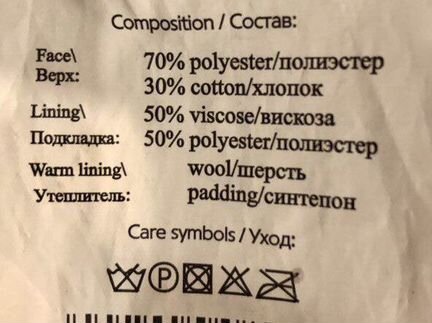 Composition / Состав:
Face\ 70% polyester/полиэстер
Верх: 30% cotton/хлопок
Lining\ 50% viscose/вискоза
Подкладка: 50% polyester/полиэстер
Warm lining\ wool/шерсть
Утеплитель: padding/синтепон
Care symbols / Уход:
P